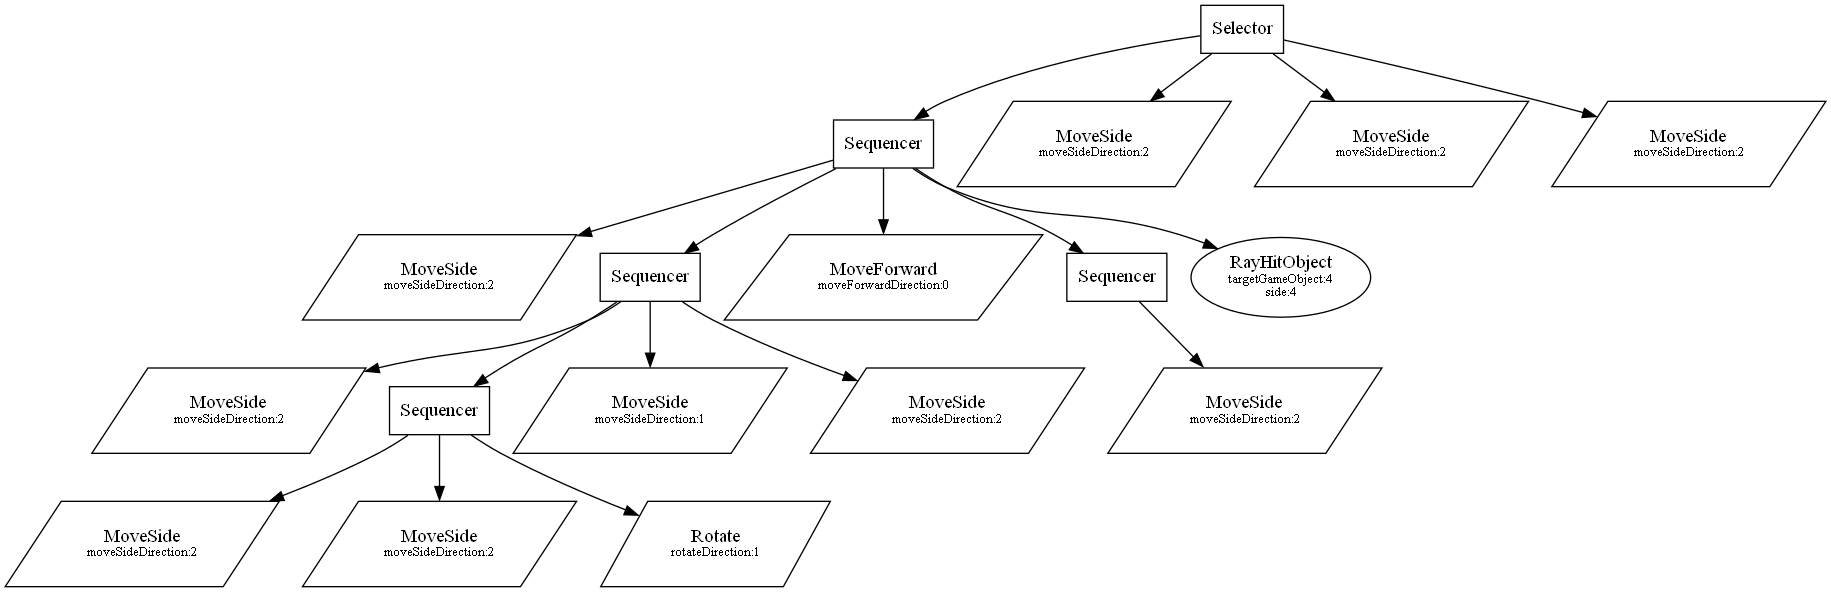 Selector
Sequencer
MoveSide
moveSideDirection:2
MoveSide
moveSideDirection:2
MoveSide
moveSideDirection:2
MoveSide
moveSideDirection:2
Sequencer
MoveForward
moveForwardDirection:0
Sequencer
RayHitObject
targetGameObject:4
side:4
MoveSide
moveSideDirection:2
Sequencer
MoveSide
moveSideDirection:1
MoveSide
moveSideDirection:2
MoveSide
moveSideDirection:2
MoveSide
moveSideDirection:2
MoveSide
moveSideDirection:2
Rotate
rotateDirection:1